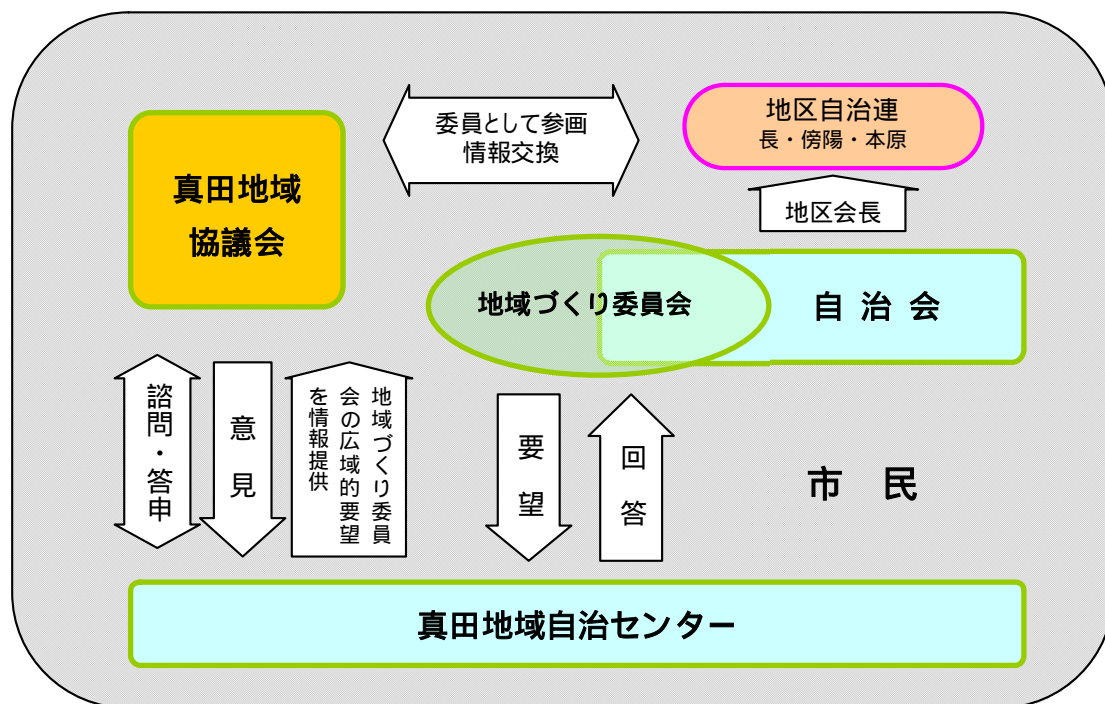 委員として参画
情報交換
地区自治連
長・傍陽・本原
真田地域
協議会
地区会長
地域づくり委員会
自治会
諮問・答申
意見
地域づくり委員
会の広域的要望
を情報提供
要望
回答
市民
真田地域自治センター